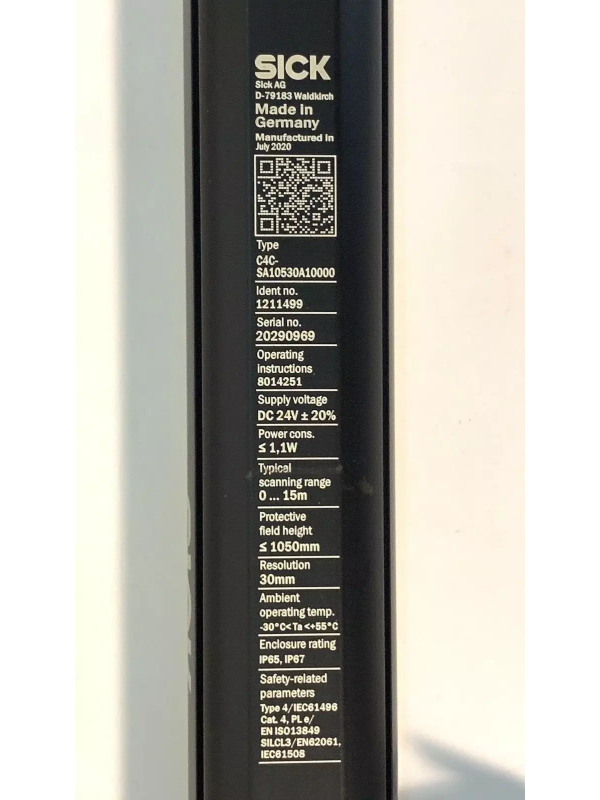 SICK
Sick AG
D-79183 Waldkirch
Made in
Germany
Manufactured in
July 2020
Type
C4C-
SA10530A10000
Ident no.
1211499
Serial no.
20290969
Operating
instructions
8014251
Supply voltage
DC 24V ± 20%
Power cons.
≤ 1,1W
Typical
scanning range
0 ... 15m
Protective
field height
≤ 1050mm
Resolution
30mm
Ambient
operating temp.
-30°C< Ta <+55°C
Enclosure rating
IP65, IP67
Safety-related
parameters
Type 4/IEC61496
Cat. 4, PL e/
EN ISO13849
SILCL3/EN62061,
IEC61508